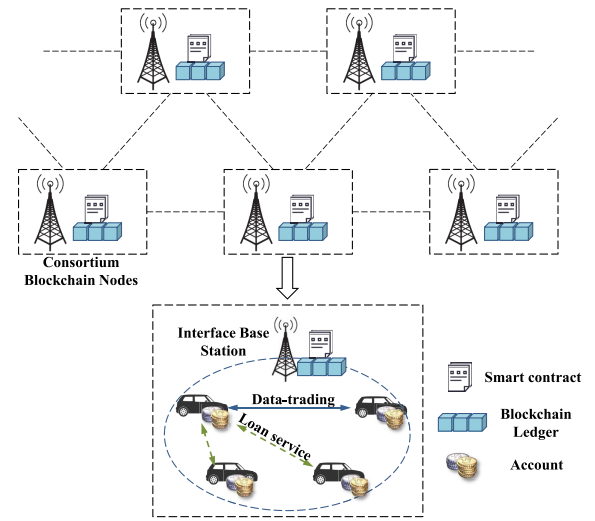 Consortium
Blockchain Nodes
Interface Base
Station
Data-trading
Loan service
Smart contract
Blockchain
Ledger
Account